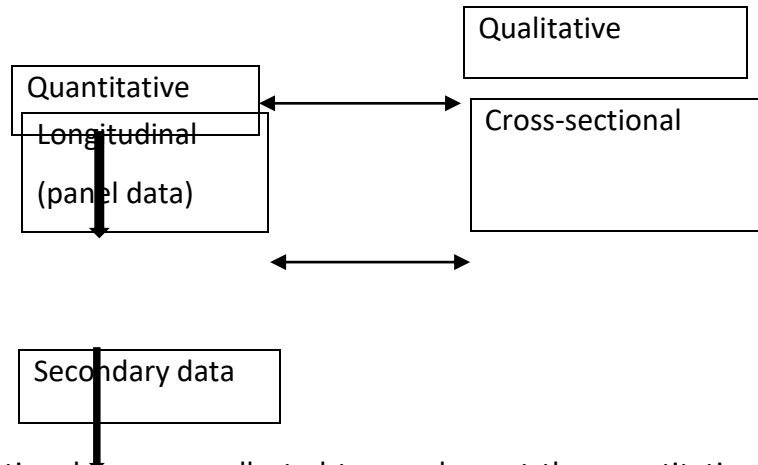 Qualitative
Quantitative
Cross-sectional
Longitudinal
(panel data)
Secondary data